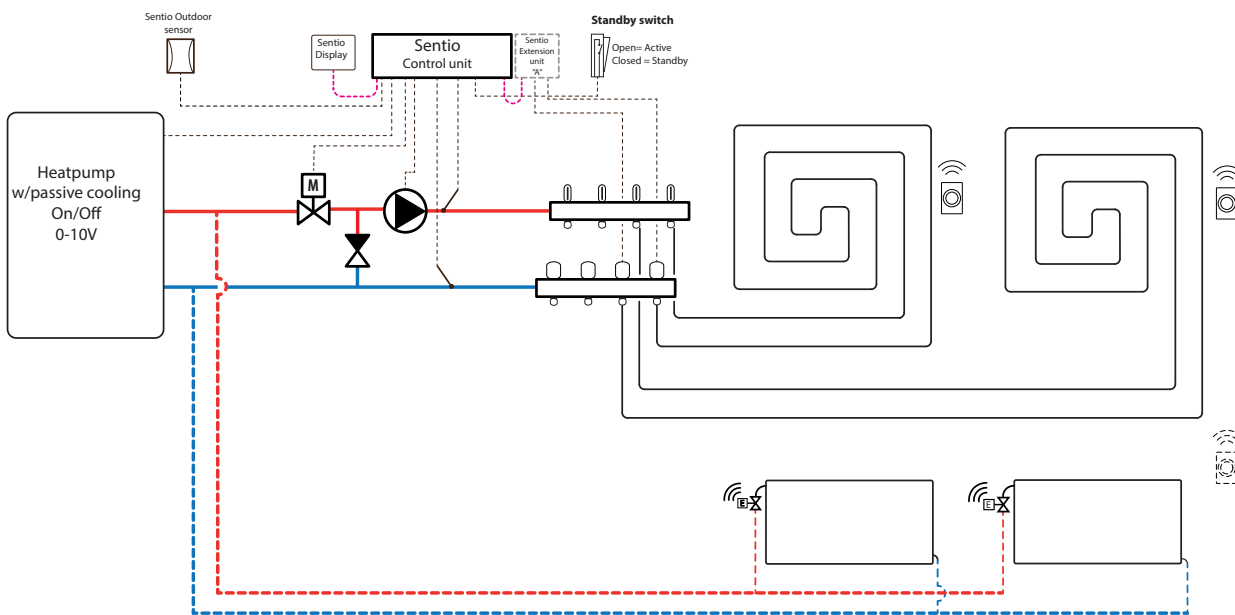 Sentio Outdoor
sensor
Sentio
Display
Sentio
Control unit
Sentio
Extension
unit
"A"
Standby switch
Open= Active
Closed = Standby
Heatpump
w/passive cooling
On/Off
0-10V
M
E
E